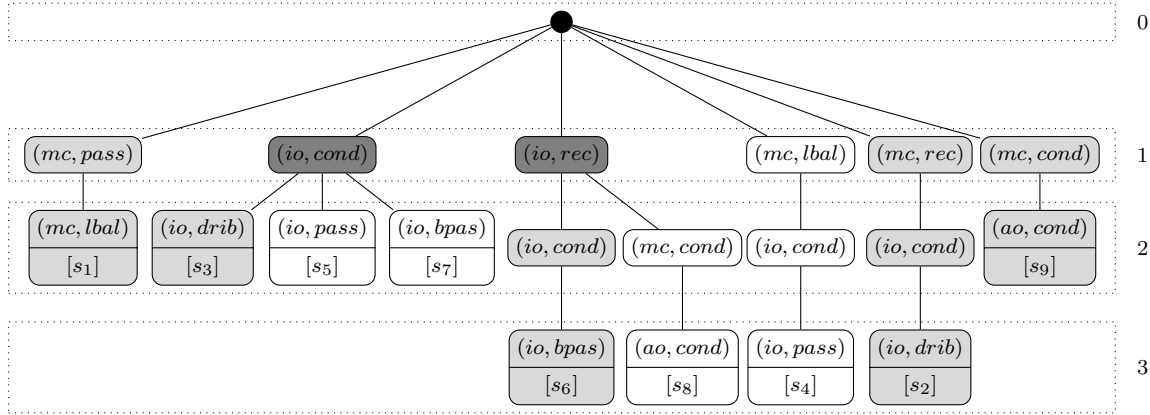 0
(mc, pass) (io, cond) (io, rec) (mc, lbal) (mc, rec) (mc, cond) 1
(mc, lbal) (io, drib) (io, pass) (io, bpas) (ao, cond)
[s₁] [s₃] [s₅] [s₇] [s₉]
(io, cond) (mc, cond) (io, cond) (io, cond) 2
(io, bpas) (ao, cond) (io, pass) (io, drib)
[s₆] [s₈] [s₄] [s₂]
3